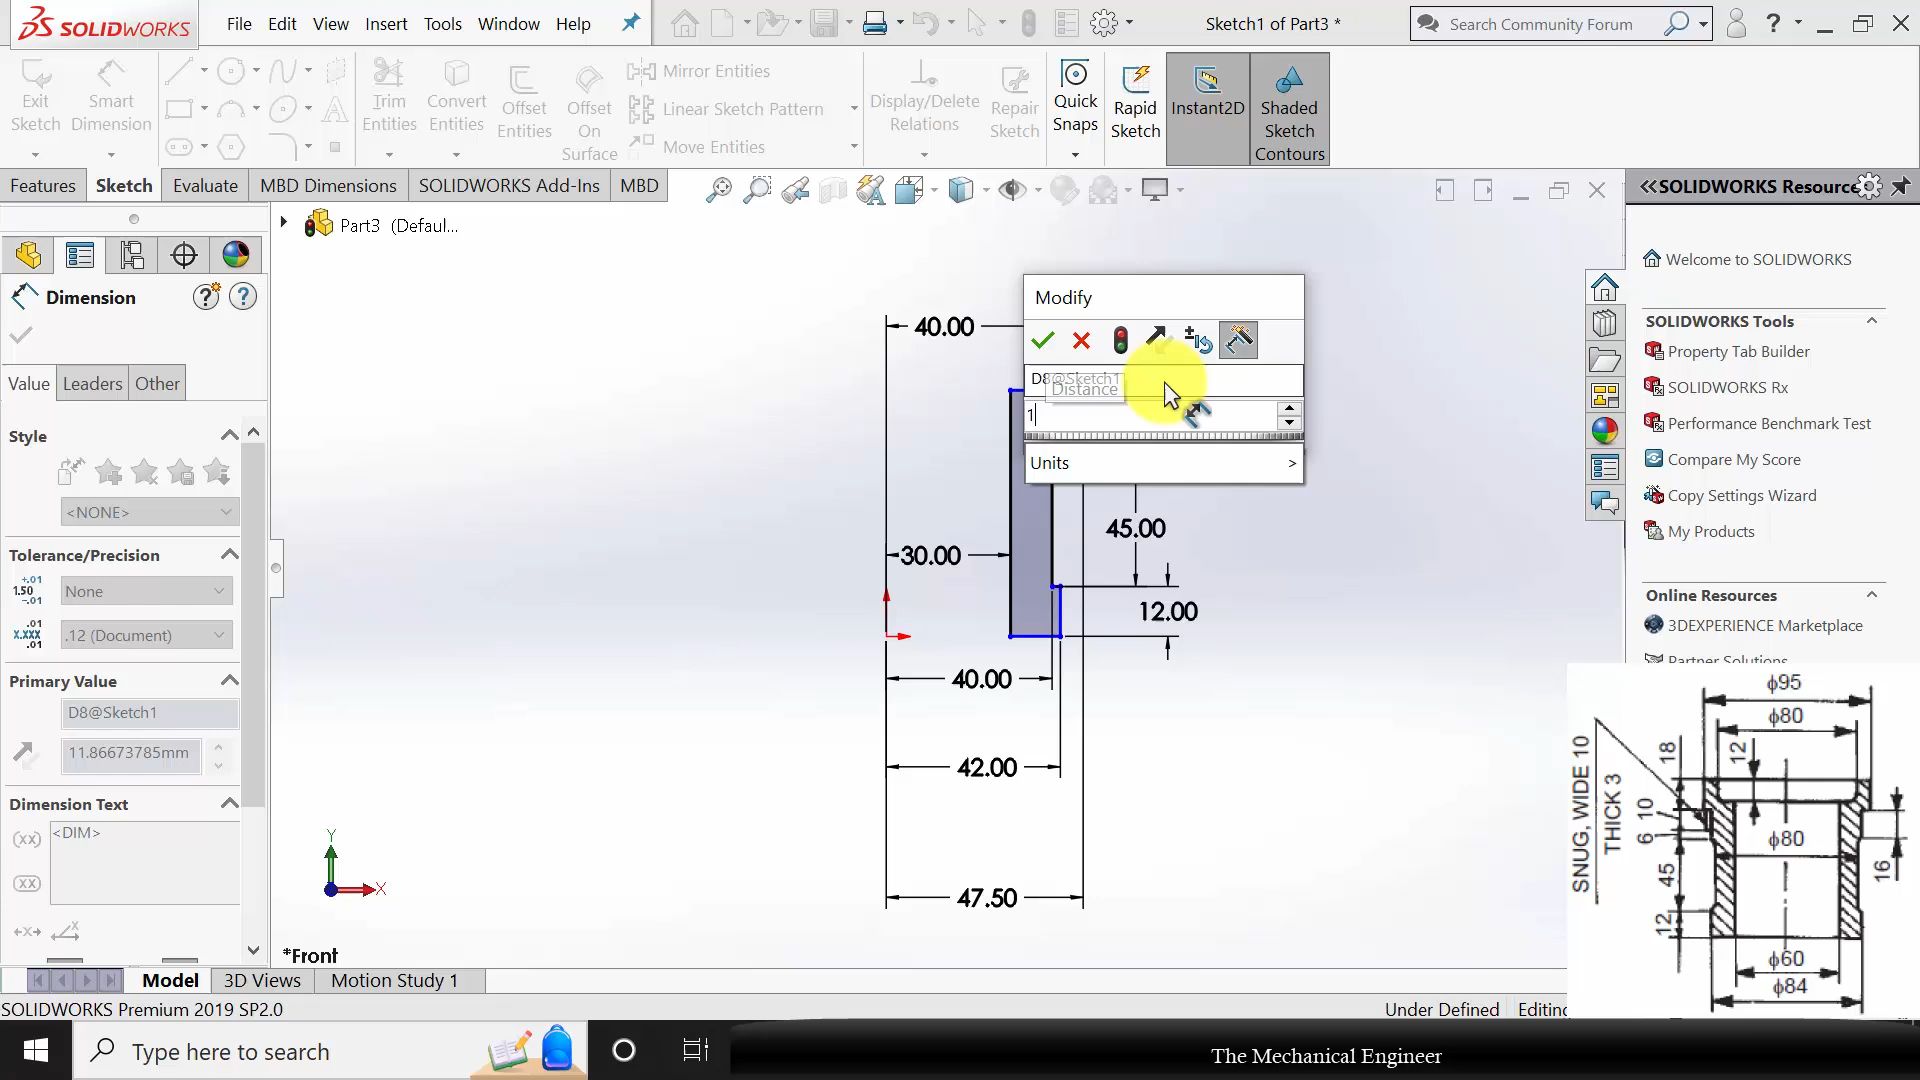 SOLIDWORKS
File Edit View Insert Tools Window Help
Sketch1 of Part3 *
Search Community Forum
Exit Sketch
Smart Dimension
Trim Entities
Convert Entities
Offset Entities
Offset On Surface
Mirror Entities
Linear Sketch Pattern
Move Entities
Display/Delete Relations
Repair Sketch
Quick Snaps
Rapid Sketch
Instant2D
Shaded Sketch Contours
Features Sketch Evaluate MBD Dimensions SOLIDWORKS Add-Ins MBD
SOLIDWORKS Resource
Part3 (Defaul...
Dimension
Value Leaders Other
Style
<NONE>
Tolerance/Precision
None
.12 (Document)
Primary Value
D8@Sketch1
11.86673785mm
Dimension Text
<DIM>
Modify
D8@Sketch1
Distance
1
Units >
40.00
30.00
45.00
12.00
40.00
42.00
47.50
Y
X
*Front
Welcome to SOLIDWORKS
SOLIDWORKS Tools
Property Tab Builder
SOLIDWORKS Rx
Performance Benchmark Test
Compare My Score
Copy Settings Wizard
My Products
Online Resources
3DEXPERIENCE Marketplace
Partner Solutions
ϕ95
ϕ80
18
12
SNUG, WIDE 10
THICK 3
10
6
ϕ80
45
16
12
ϕ60
ϕ84
Model 3D Views Motion Study 1
SOLIDWORKS Premium 2019 SP2.0
Under Defined
Editing
Type here to search
The Mechanical Engineer